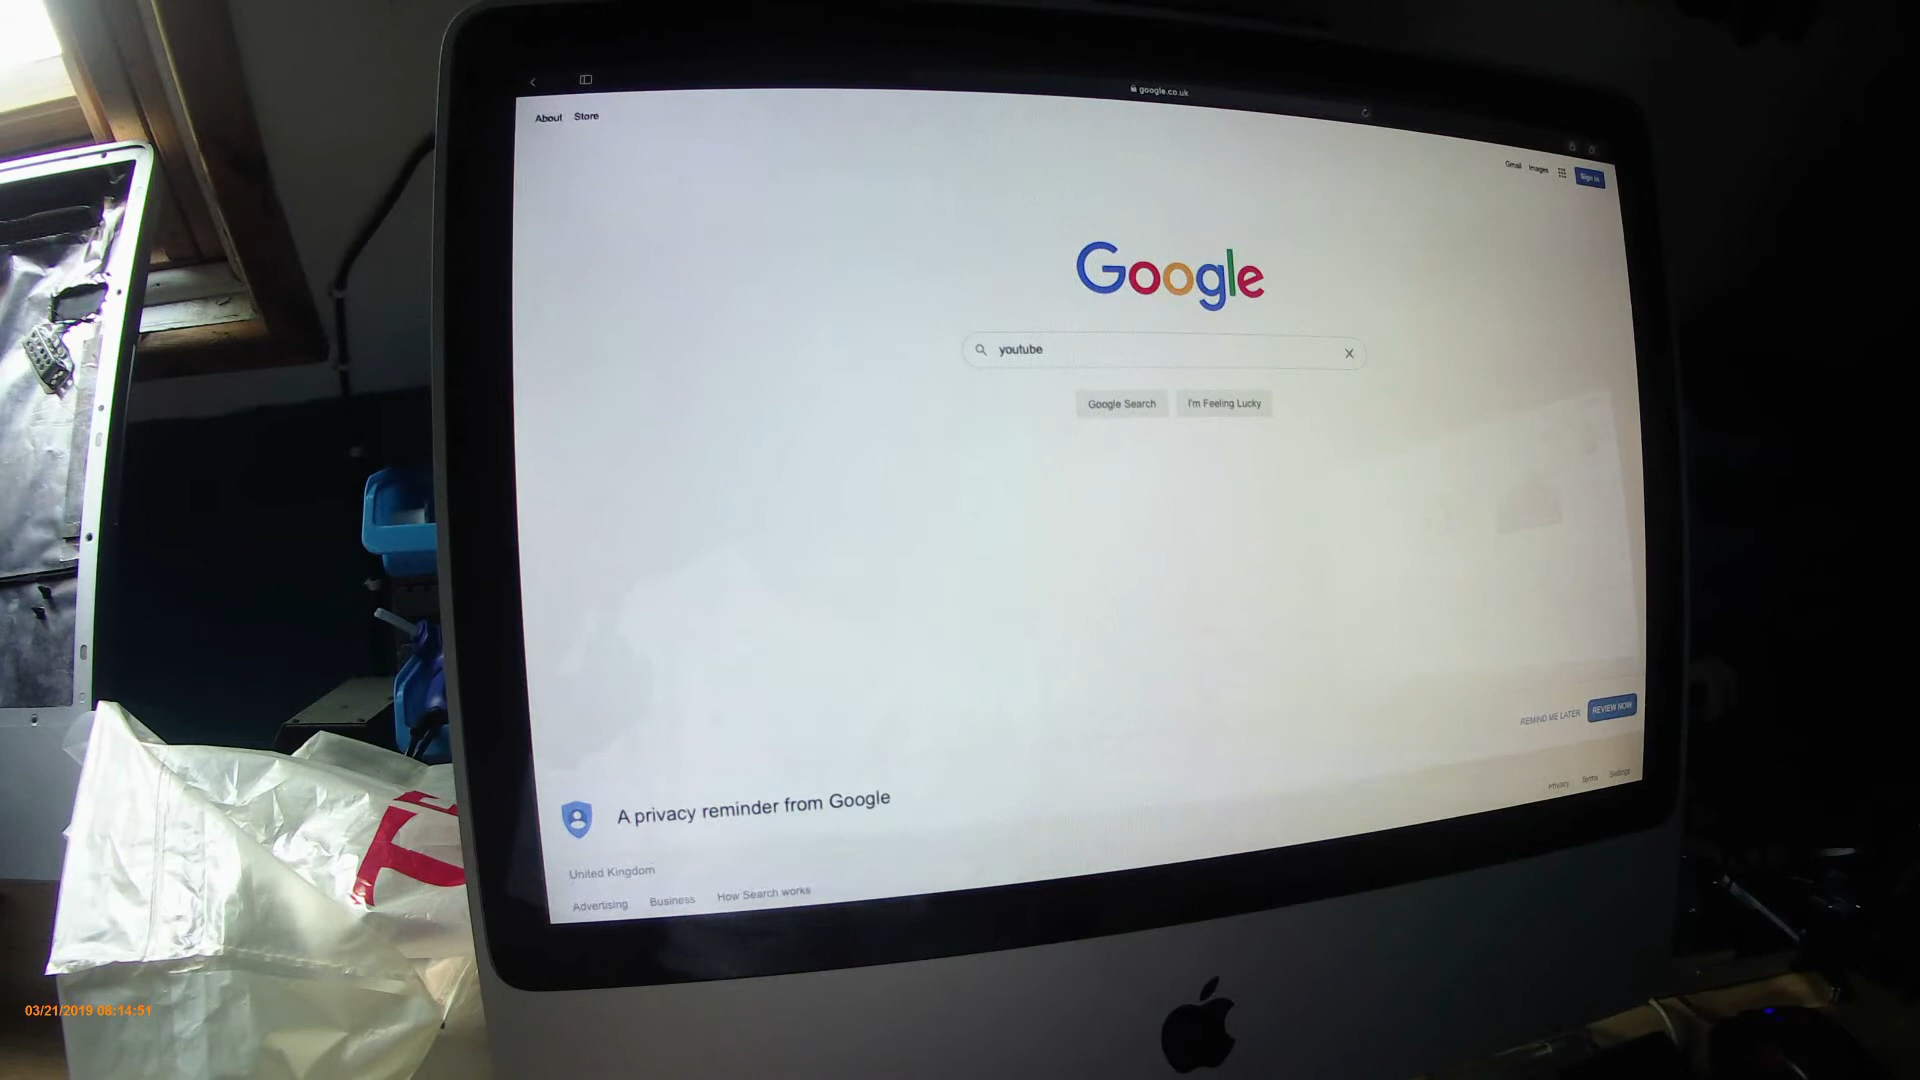 google.co.uk
About Store
Gmail Images Sign in
Google
youtube
Google Search I'm Feeling Lucky
REMIND ME LATER REVIEW NOW
A privacy reminder from Google
Privacy Terms Settings
United Kingdom
Advertising Business How Search works
03/21/2019 08:14:51